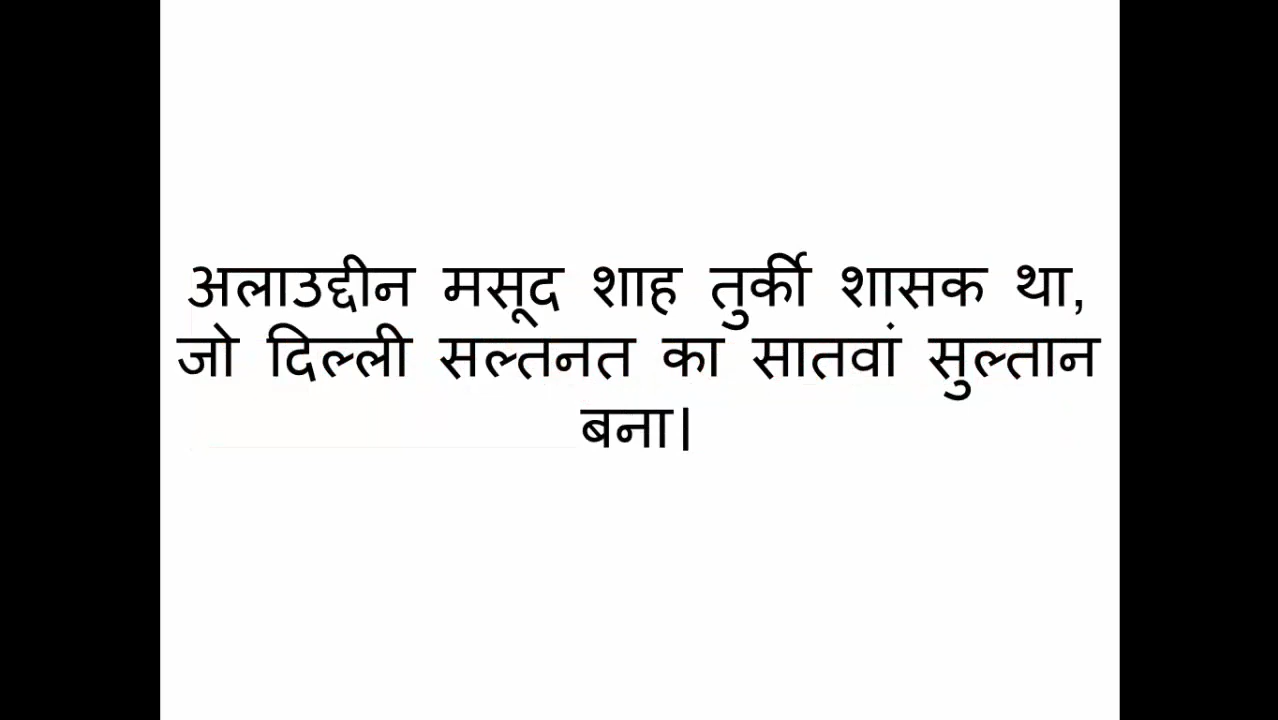 अलाउद्दीन मसूद शाह तुर्की शासक था,
जो दिल्ली सल्तनत का सातवां सुल्तान
बना।